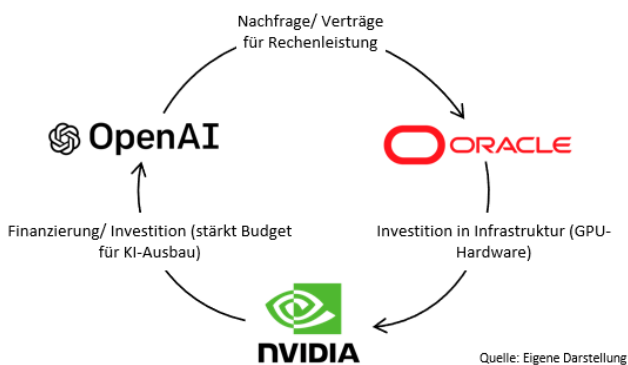 Nachfrage/ Verträge
für Rechenleistung
OpenAI
ORACLE
Finanzierung/ Investition (stärkt Budget
für KI-Ausbau)
Investition in Infrastruktur (GPU-
Hardware)
NVIDIA
Quelle: Eigene Darstellung